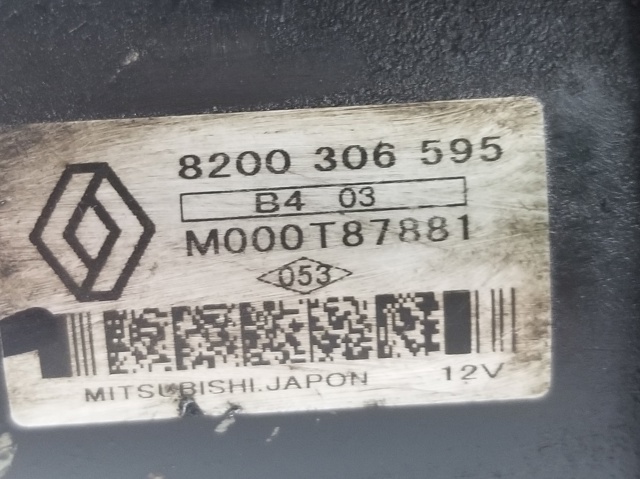 8200 306 595
B4 03
M000T87881
053
MITSUBISHI.JAPON 12V